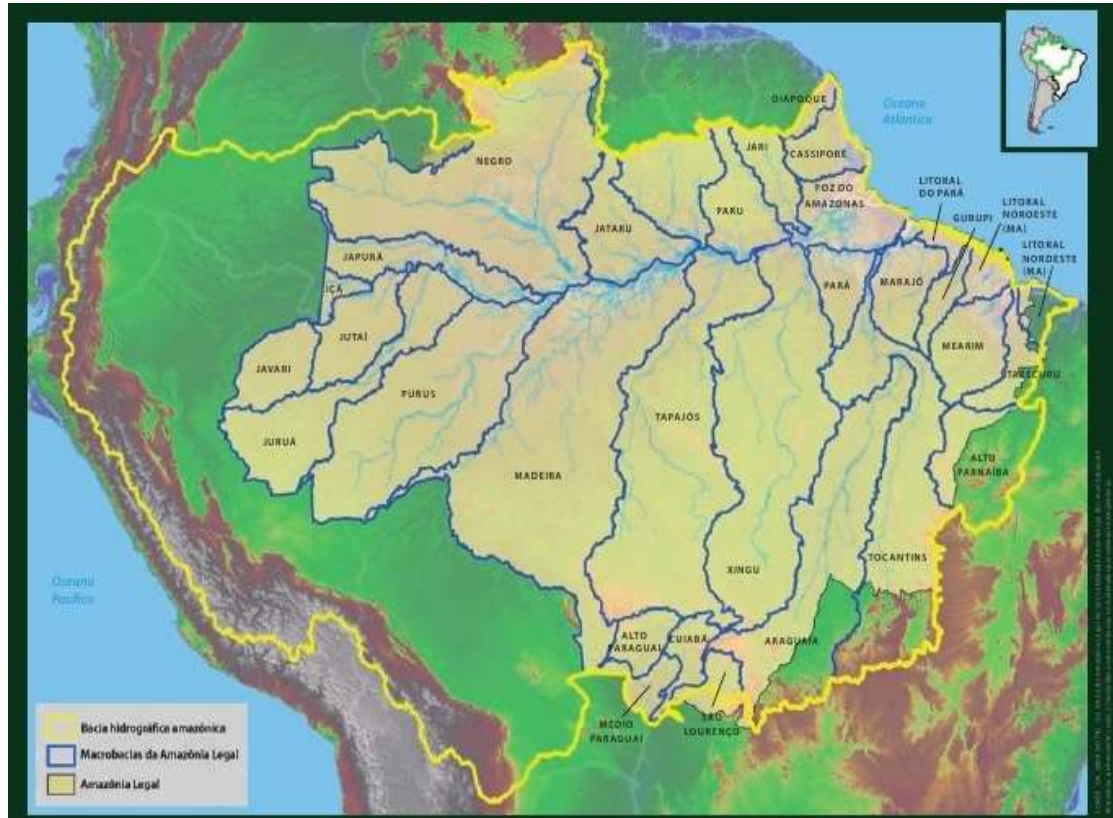 OIAPOQUE
Oceano
Atlântico
JARI
CASSIPORÉ
NEGRO
LITORAL
DO PARÁ
FOZ DO
AMAZONAS
LITORAL
NOROESTE
(MA)
PARU
GURUPI
JATARU
LITORAL
NORDESTE
(MA)
JAPURÁ
IÇÁ
PARÁ
MARAJÓ
JUTAÍ
MEARIM
JAVARI
ITAPECURU
PURUS
TAPAJÓS
JURUÁ
ALTO
PARNAÍBA
MADEIRA
TOCANTINS
XINGU
Oceano
Pacífico
ALTO
PARAGUAI
CUIABÁ
ARAGUAIA
MÉDIO
PARAGUAI
SÃO
LOURENÇO
Bacia hidrográfica amazônica
Macrobacias da Amazônia Legal
Amazônia Legal